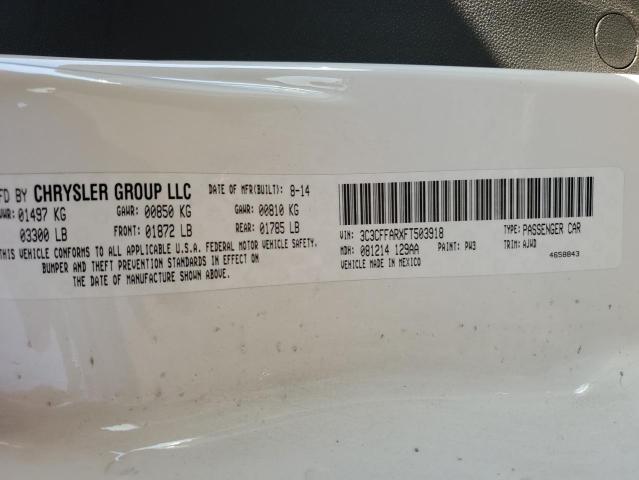 FD BY CHRYSLER GROUP LLC DATE OF MFR(BUILT): 8-14
WR: 01497 KG GAWR: 00850 KG GAWR: 00810 KG
03300 LB FRONT: 01872 LB REAR: 01785 LB
THIS VEHICLE CONFORMS TO ALL APPLICABLE U.S.A. FEDERAL MOTOR VEHICLE SAFETY,
BUMPER AND THEFT PREVENTION STANDARDS IN EFFECT ON
THE DATE OF MANUFACTURE SHOWN ABOVE.
VIN: 3C3CFFARXFT503918 TYPE: PASSENGER CAR
MDH: 081214 129AA PAINT: PW3 TRIM: AJWD
VEHICLE MADE IN MEXICO 4658843